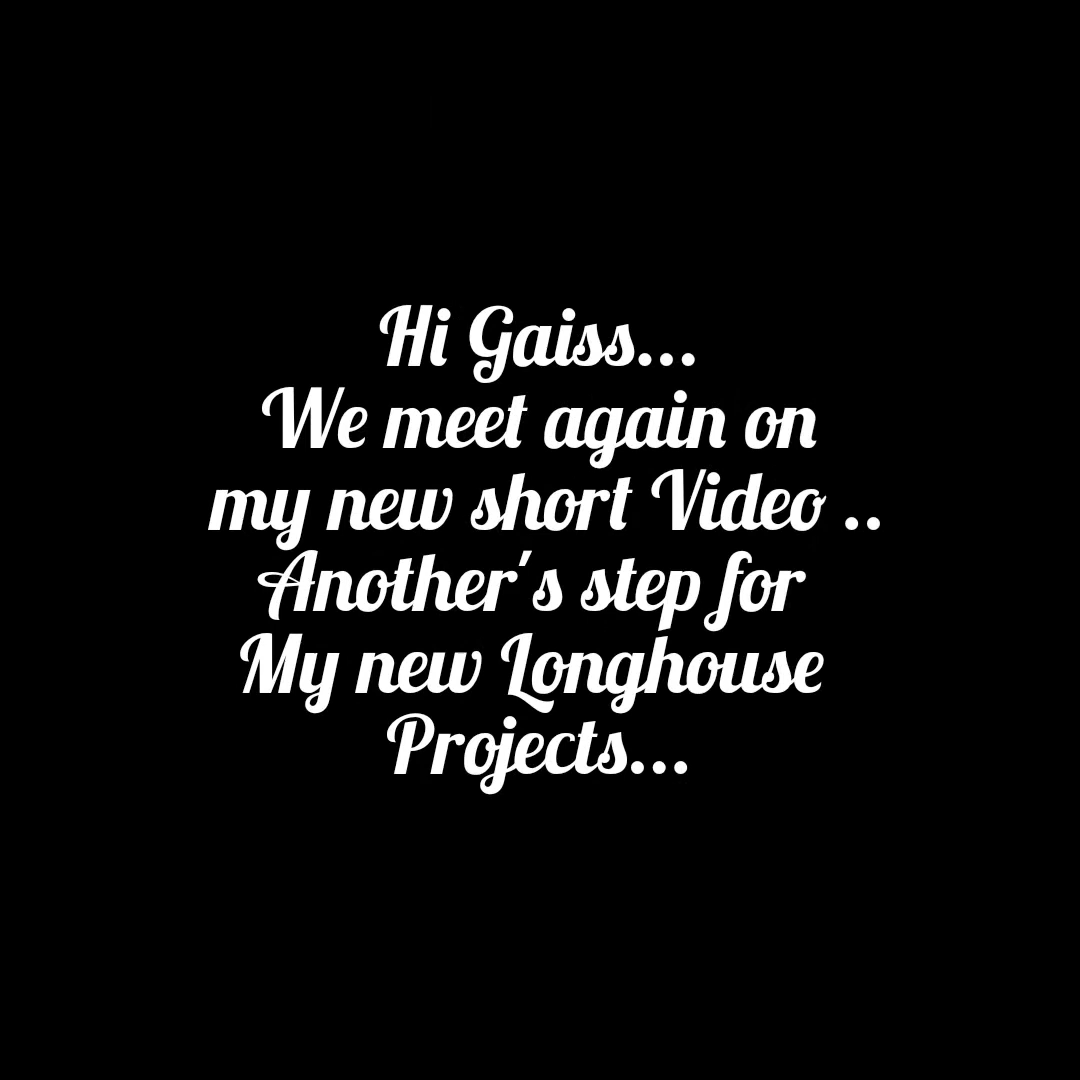 Hi Gaiss...
We meet again on
my new short Video ..
Another's step for
My new Longhouse
Projects...